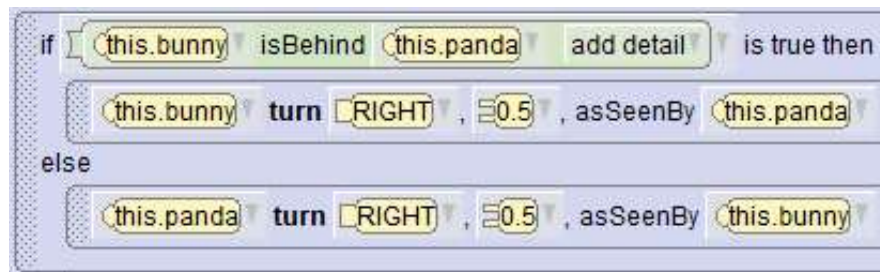 if this.bunny isBehind this.panda add detail is true then
this.bunny turn RIGHT , 0.5 , asSeenBy this.panda
else
this.panda turn RIGHT , 0.5 , asSeenBy this.bunny